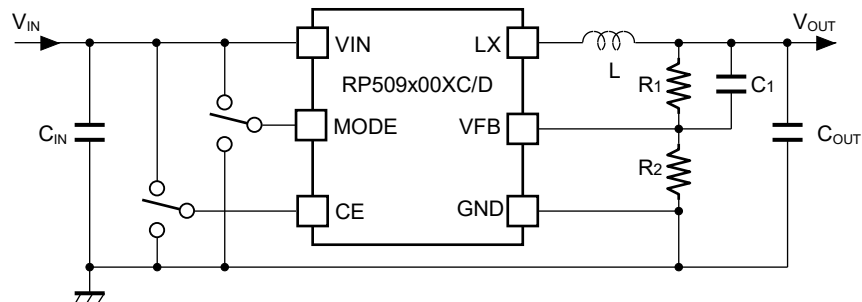 VIN
VOUT
VIN
LX
L
RP509x00XC/D
R1
C1
MODE
VFB
CIN
COUT
R2
CE
GND